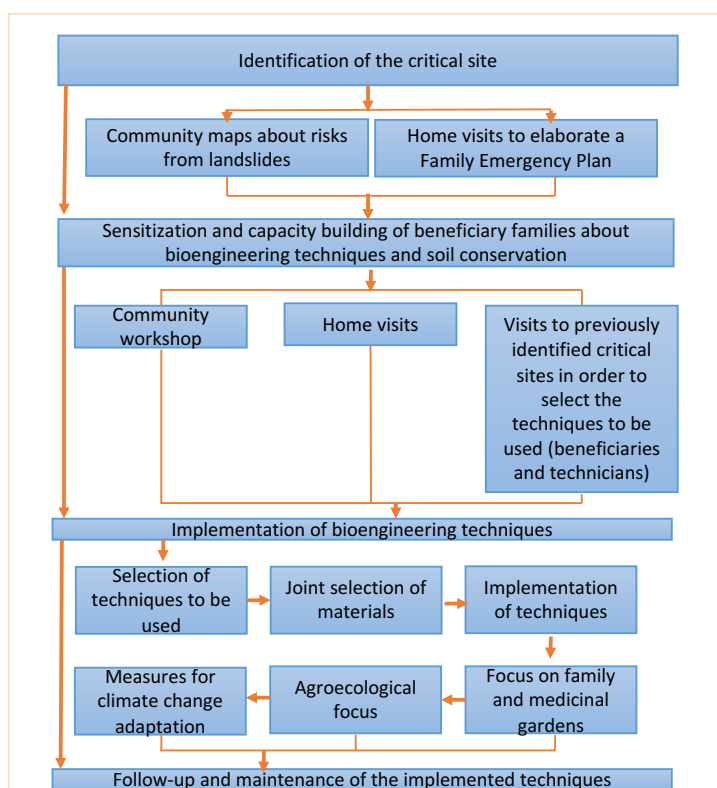 Identification of the critical site
Community maps about risks
from landslides
Home visits to elaborate a
Family Emergency Plan
Sensitization and capacity building of beneficiary families about
bioengineering techniques and soil conservation
Community
workshop
Home visits
Visits to previously
identified critical
sites in order to
select the
techniques to be
used (beneficiaries
and technicians)
Implementation of bioengineering techniques
Selection of
techniques to be
used
Joint selection of
materials
Implementation
of techniques
Measures for
climate change
adaptation
Agroecological
focus
Focus on family
and medicinal
gardens
Follow-up and maintenance of the implemented techniques